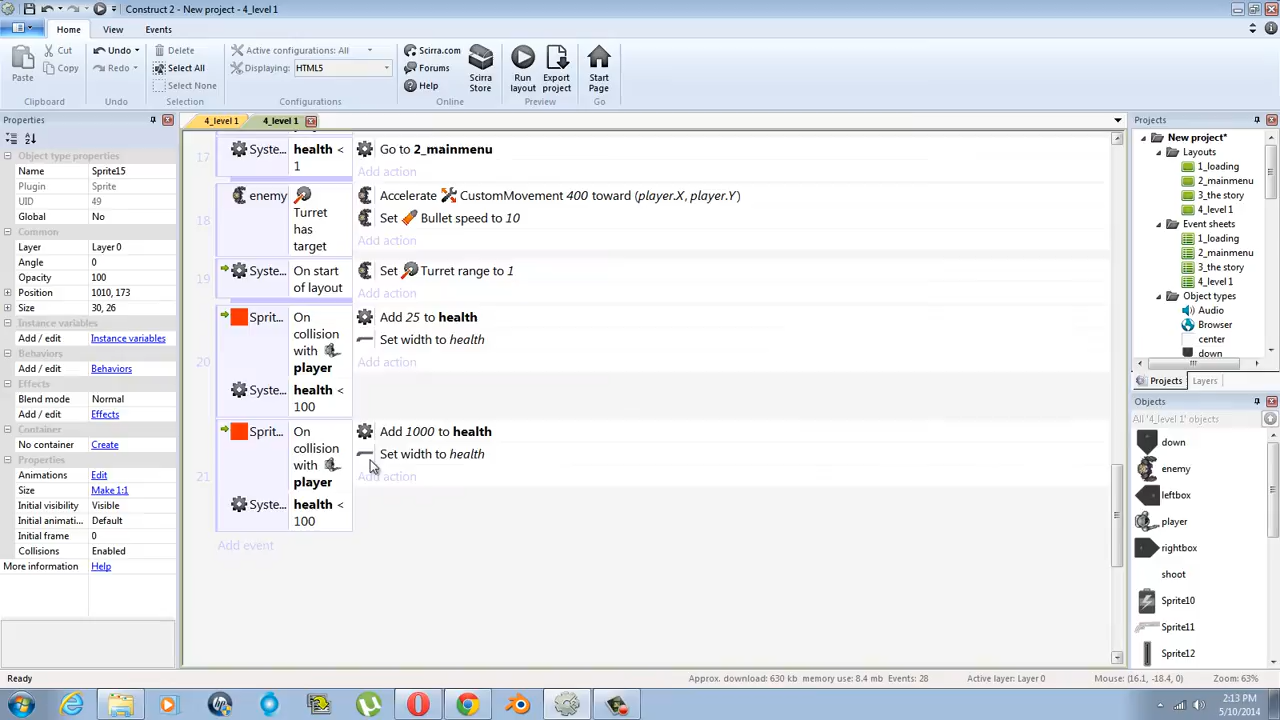 Construct 2 - New project - 4_level 1
Home View Events
Paste Cut Copy Clipboard
Undo Redo Undo
Delete Select All Select None Selection
Active configurations: All
Displaying: HTML5
Configurations
Scirra.com Forums Help Scirra Store Online
Run layout Export project Preview
Start Page Go
Properties
Object type properties
Name Sprite15
Plugin Sprite
UID 49
Global No
Common
Layer Layer 0
Angle 0
Opacity 100
Position 1010, 173
Size 30, 26
Instance variables
Add / edit Instance variables
Behaviors
Add / edit Behaviors
Effects
Blend mode Normal
Add / edit Effects
Container
No container Create
Properties
Animations Edit
Size Make 1:1
Initial visibility Visible
Initial animati... Default
Initial frame 0
Collisions Enabled
More information Help
4_level 1 4_level 1
17 Syste... health < 1 Go to 2_mainmenu
Add action
18 enemy Turret has target Accelerate CustomMovement 400 toward (player.X, player.Y)
Set Bullet speed to 10
Add action
19 Syste... On start of layout Set Turret range to 1
Add action
20 Sprit... On collision with player Add 25 to health
Set width to health
Add action
Syste... health < 100
21 Sprit... On collision with player Add 1000 to health
Set width to health
Add action
Syste... health < 100
Add event
Projects
New project*
Layouts
1_loading
2_mainmenu
3_the story
4_level 1
Event sheets
1_loading
2_mainmenu
3_the story
4_level 1
Object types
Audio
Browser
center
down
Projects Layers
Objects
All '4_level 1' objects
down
enemy
leftbox
player
rightbox
shoot
Sprite10
Sprite11
Sprite12
Ready Approx. download: 630 kb memory use: 8.4 mb Events: 28 Active layer: Layer 0 Mouse: (16.1, -18.4, 0) Zoom: 63%
2:13 PM
5/10/2014